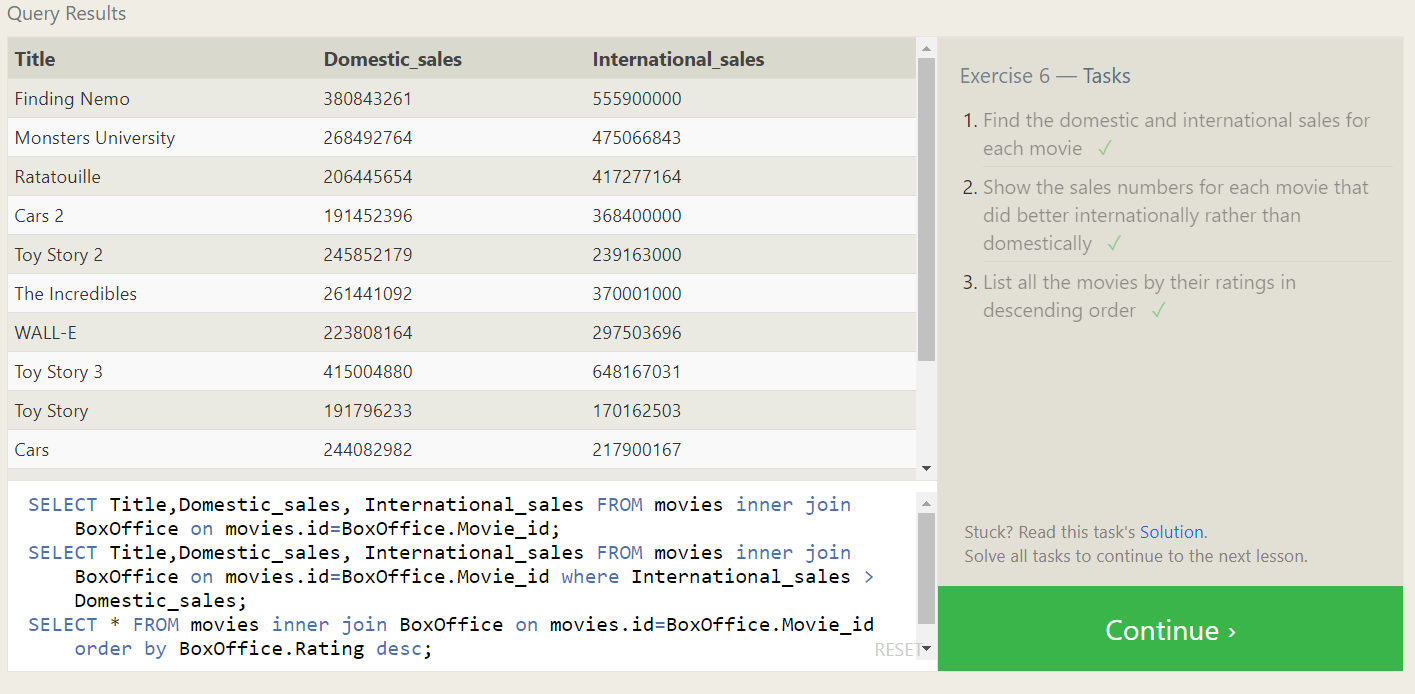 Query Results
Title Domestic_sales International_sales
Finding Nemo 380843261 555900000
Monsters University 268492764 475066843
Ratatouille 206445654 417277164
Cars 2 191452396 368400000
Toy Story 2 245852179 239163000
The Incredibles 261441092 370001000
WALL-E 223808164 297503696
Toy Story 3 415004880 648167031
Toy Story 191796233 170162503
Cars 244082982 217900167
SELECT Title,Domestic_sales, International_sales FROM movies inner join
BoxOffice on movies.id=BoxOffice.Movie_id;
SELECT Title,Domestic_sales, International_sales FROM movies inner join
BoxOffice on movies.id=BoxOffice.Movie_id where International_sales >
Domestic_sales;
SELECT * FROM movies inner join BoxOffice on movies.id=BoxOffice.Movie_id
order by BoxOffice.Rating desc;
RESET
Exercise 6 — Tasks
1. Find the domestic and international sales for
each movie ✓
2. Show the sales numbers for each movie that
did better internationally rather than
domestically ✓
3. List all the movies by their ratings in
descending order ✓
Stuck? Read this task's Solution.
Solve all tasks to continue to the next lesson.
Continue ›